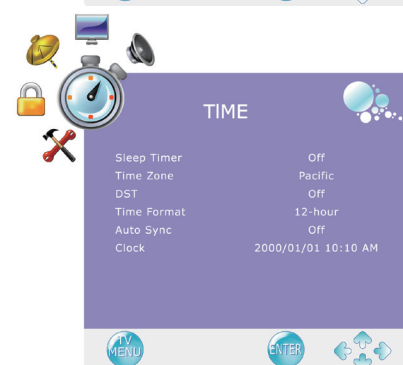 TIME
Sleep Timer Off
Time Zone Pacific
DST Off
Time Format 12-hour
Auto Sync Off
Clock 2000/01/01 10:10 AM
TV
MENU
ENTER